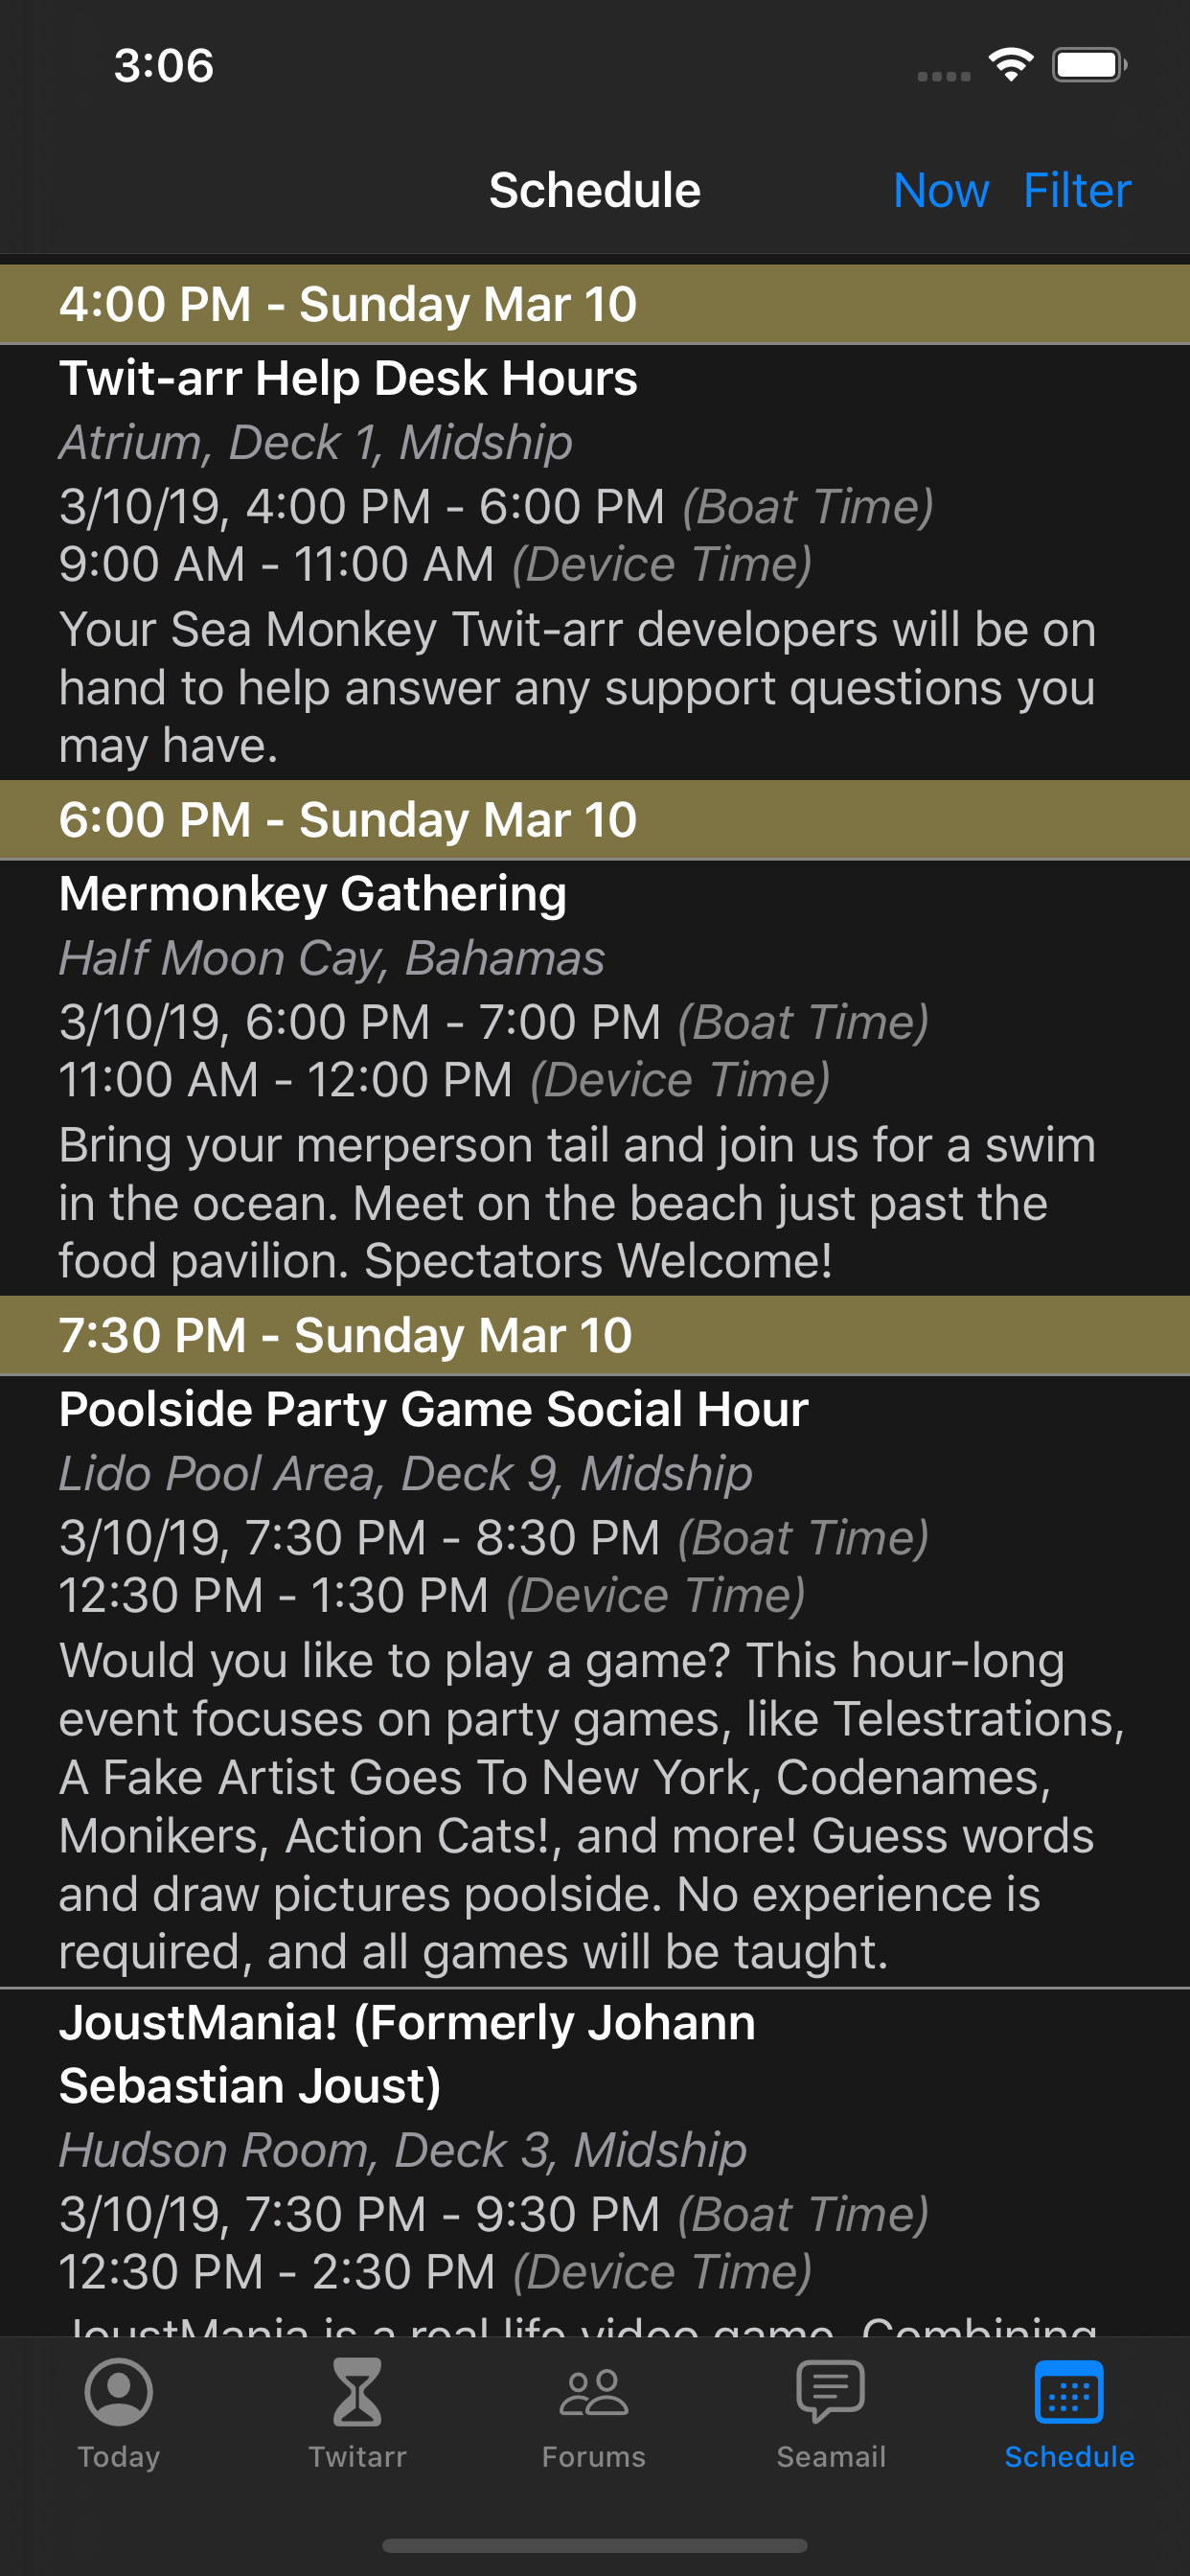 3:06
Schedule
Now Filter
4:00 PM - Sunday Mar 10
Twit-arr Help Desk Hours
Atrium, Deck 1, Midship
3/10/19, 4:00 PM - 6:00 PM (Boat Time)
9:00 AM - 11:00 AM (Device Time)
Your Sea Monkey Twit-arr developers will be on
hand to help answer any support questions you
may have.
6:00 PM - Sunday Mar 10
Mermonkey Gathering
Half Moon Cay, Bahamas
3/10/19, 6:00 PM - 7:00 PM (Boat Time)
11:00 AM - 12:00 PM (Device Time)
Bring your merperson tail and join us for a swim
in the ocean. Meet on the beach just past the
food pavilion. Spectators Welcome!
7:30 PM - Sunday Mar 10
Poolside Party Game Social Hour
Lido Pool Area, Deck 9, Midship
3/10/19, 7:30 PM - 8:30 PM (Boat Time)
12:30 PM - 1:30 PM (Device Time)
Would you like to play a game? This hour-long
event focuses on party games, like Telestrations,
A Fake Artist Goes To New York, Codenames,
Monikers, Action Cats!, and more! Guess words
and draw pictures poolside. No experience is
required, and all games will be taught.
JoustMania! (Formerly Johann
Sebastian Joust)
Hudson Room, Deck 3, Midship
3/10/19, 7:30 PM - 9:30 PM (Boat Time)
12:30 PM - 2:30 PM (Device Time)
JoustMania is a real life video game. Combining
Today
Twitarr
Forums
Seamail
Schedule